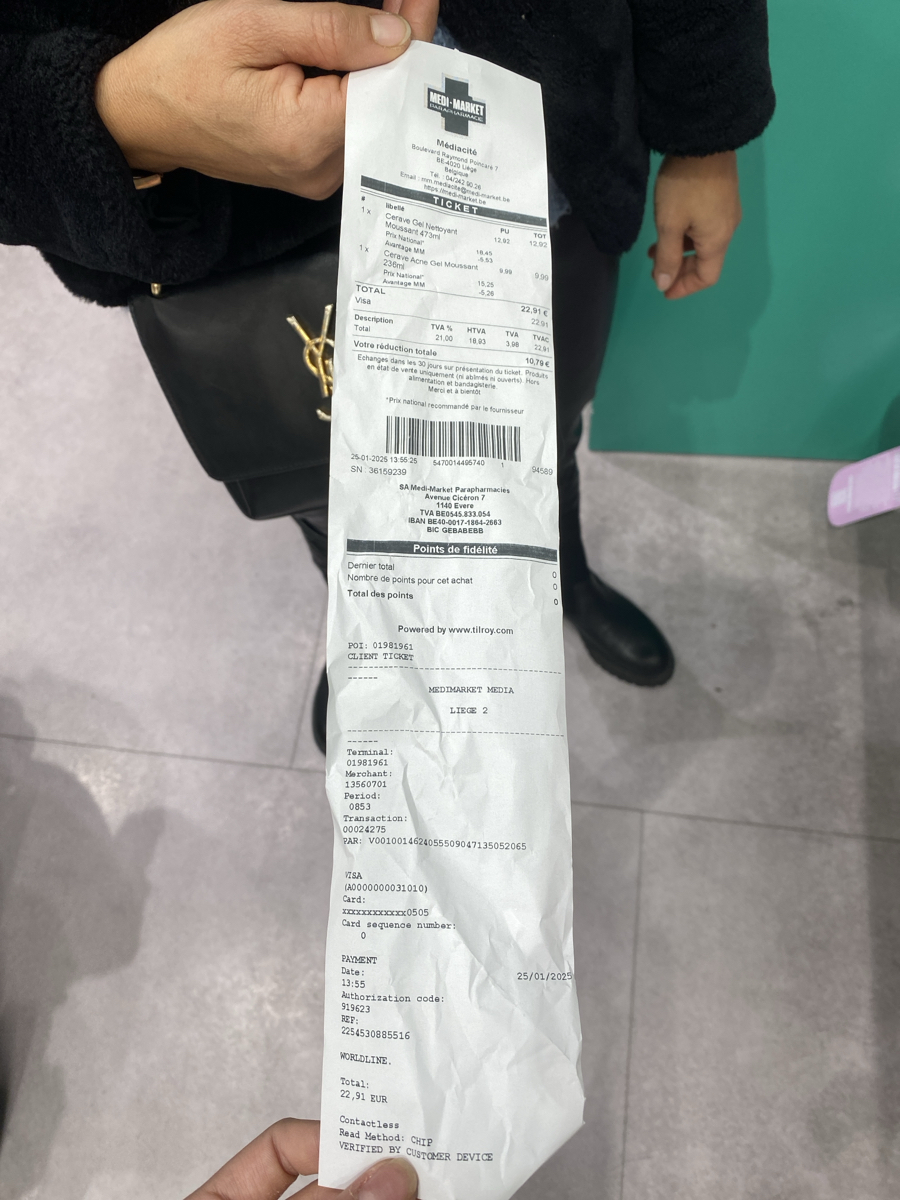 MEDI-MARKET
PARAPHARMACIE
Médiacité
Boulevard Raymond Poincaré 7
BE-4020 Liège
Belgique
Tél. : 04/242 90 26
Email : mm.mediacite@medi-market.be
https://medi-market.be
TICKET
# libellé PU TOT
1 x Cerave Gel Nettoyant 12,92 12,92
Moussant 473ml
Prix National* 18,45
Avantage MM -5,53
1 x Cerave Acne Gel Moussant 9,99 9,99
236ml
Prix National* 15,25
Avantage MM -5,26
TOTAL 22,91 €
Visa 22,91
Description TVA % HTVA TVA TVAC
Total 21,00 18,93 3,98 22,91
Votre réduction totale 10,79 €
Echanges dans les 30 jours sur présentation du ticket. Produits
en état de vente uniquement (ni abîmés ni ouverts). Hors
alimentation et bandagisterie.
Merci et à bientôt
*Prix national recommandé par le fournisseur
25-01-2025 13:55:25 5470014495740 1 94589
SN : 36159239
SA Medi-Market Parapharmacies
Avenue Cicéron 7
1140 Evere
TVA BE0545.833.054
IBAN BE40-0017-1864-2663
BIC GEBABEBB
Points de fidélité
Dernier total 0
Nombre de points pour cet achat 0
Total des points 0
Powered by www.tilroy.com
POI: 01981961
CLIENT TICKET
------------------------------------------
------
MEDIMARKET MEDIA
LIEGE 2
------------------------------------------
------
Terminal:
01981961
Merchant:
13560701
Period:
0853
Transaction:
00024275
PAR: V0010014624055509047135052065
VISA
(A0000000031010)
Card:
xxxxxxxxxxxx0505
Card sequence number:
0
PAYMENT
Date: 25/01/2025
13:55
Authorization code:
919623
REF:
2254530885516
WORLDLINE.
Total:
22,91 EUR
Contactless
Read Method: CHIP
VERIFIED BY CUSTOMER DEVICE